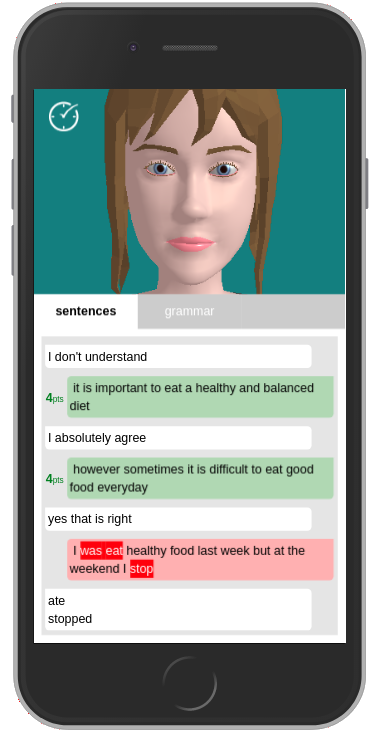 sentences grammar
I don't understand
it is important to eat a healthy and balanced
4pts
diet
I absolutely agree
however sometimes it is difficult to eat good
4pts
food everyday
yes that is right
I was eat healthy food last week but at the
weekend I stop
ate
stopped